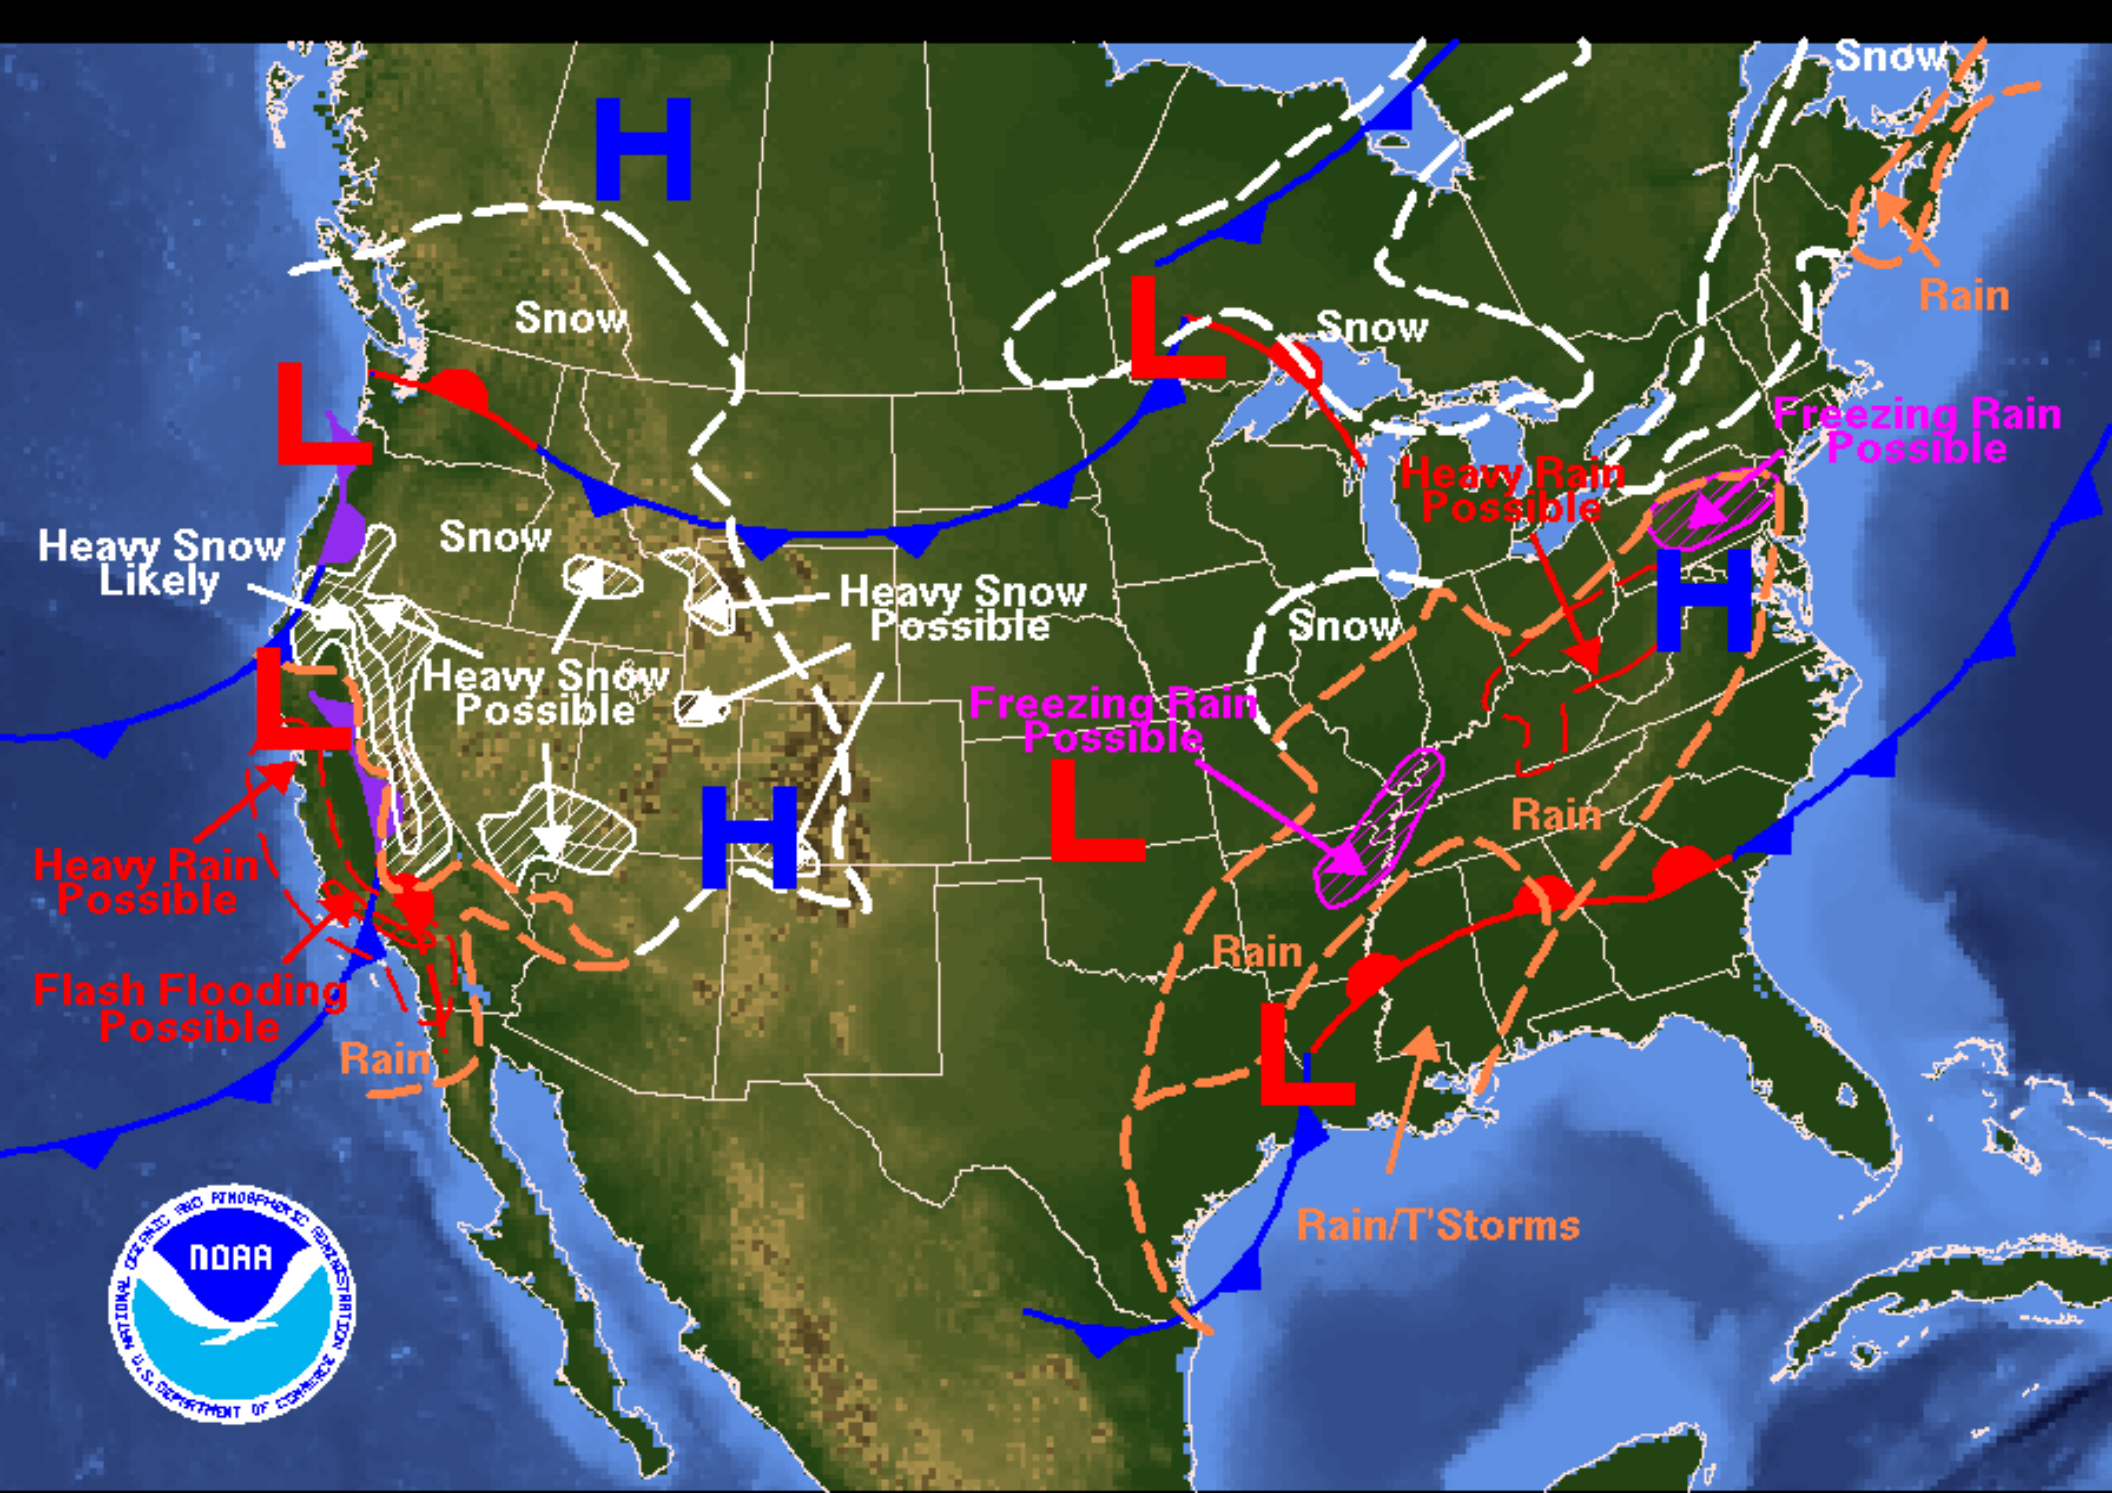 Snow
H
Rain
Snow
L
Snow
L
Freezing Rain
Possible
Heavy Rain
Possible
Heavy Snow
Likely
Snow
Heavy Snow
Possible
H
Snow
Heavy Snow
Possible
L
Freezing Rain
Possible
L
H
Rain
Heavy Rain
Possible
Rain
Flash Flooding
Possible
L
Rain
Rain/T'Storms
NATIONAL OCEANIC AND ATMOSPHERIC ADMINISTRATION
NOAA
U.S. DEPARTMENT OF COMMERCE